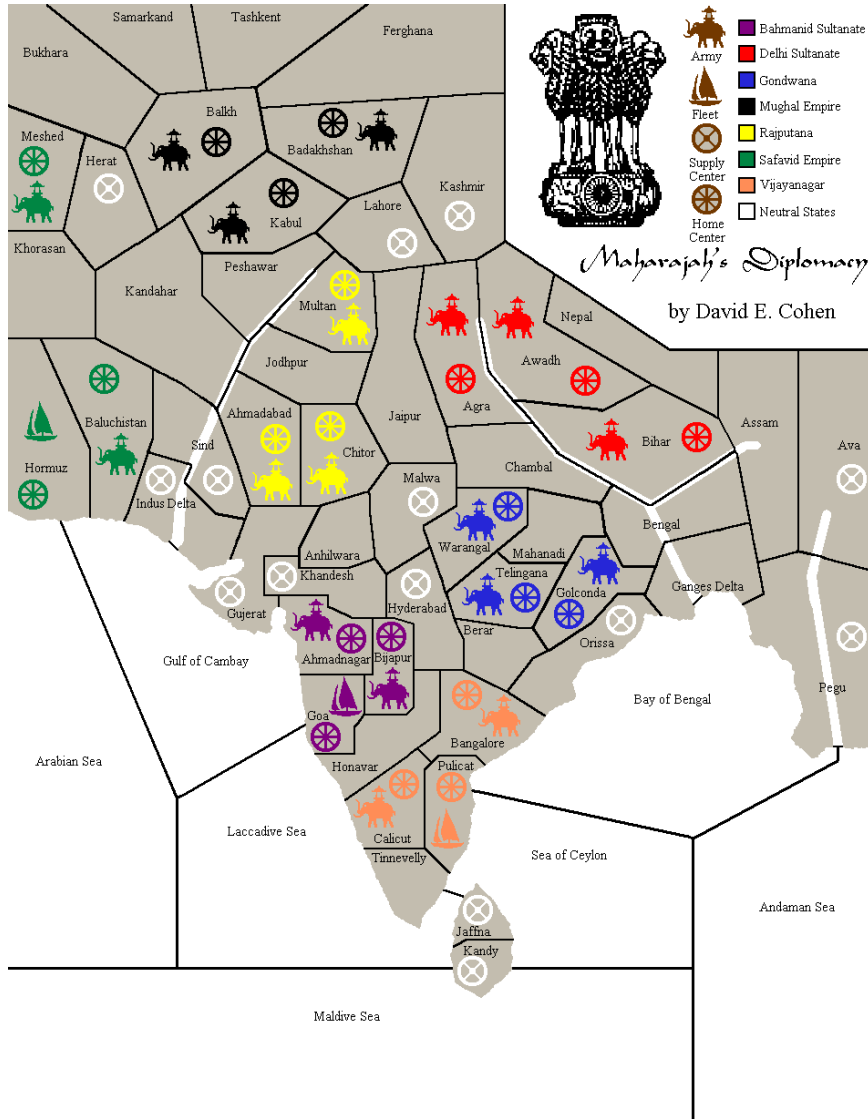 Samarkand
Tashkent
Ferghana
Bukhara
Balkh
Badakhshan
Meshed
Herat
Kashmir
Kabul
Lahore
Khorasan
Peshawar
Kandahar
Multan
Nepal
Jodhpur
Awadh
Agra
Jaipur
Baluchistan
Ahmadabad
Chitor
Assam
Bihar
Sind
Ava
Hormuz
Indus Delta
Malwa
Chambal
Bengal
Warangal
Mahanadi
Anhilwara
Khandesh
Telingana
Golconda
Ganges Delta
Gujerat
Hyderabad
Berar
Orissa
Gulf of Cambay
Ahmadnagar
Bijapur
Pegu
Bay of Bengal
Goa
Bangalore
Arabian Sea
Honavar
Pulicat
Laccadive Sea
Calicut
Tinnevelly
Sea of Ceylon
Andaman Sea
Jaffna
Kandy
Maldive Sea
Army
Fleet
Supply
Center
Home
Center
Bahmanid Sultanate
Delhi Sultanate
Gondwana
Mughal Empire
Rajputana
Safavid Empire
Vijayanagar
Neutral States
Maharajah's Diplomacy
by David E. Cohen